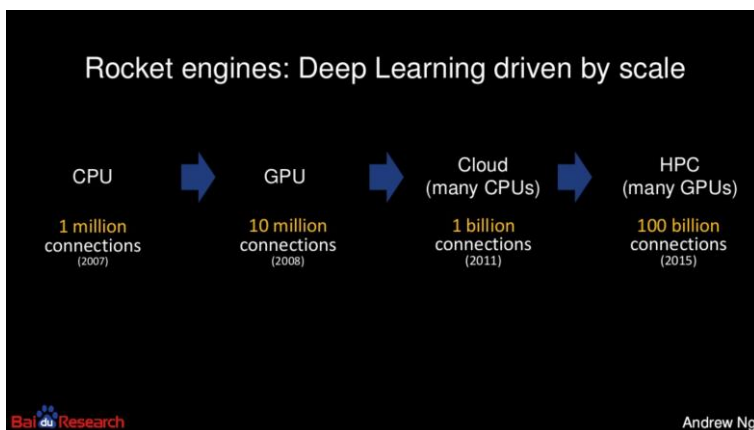 Rocket engines: Deep Learning driven by scale
CPU
1 million
connections
(2007)
GPU
10 million
connections
(2008)
Cloud
(many CPUs)
1 billion
connections
(2011)
HPC
(many GPUs)
100 billion
connections
(2015)
Baidu Research
Andrew Ng